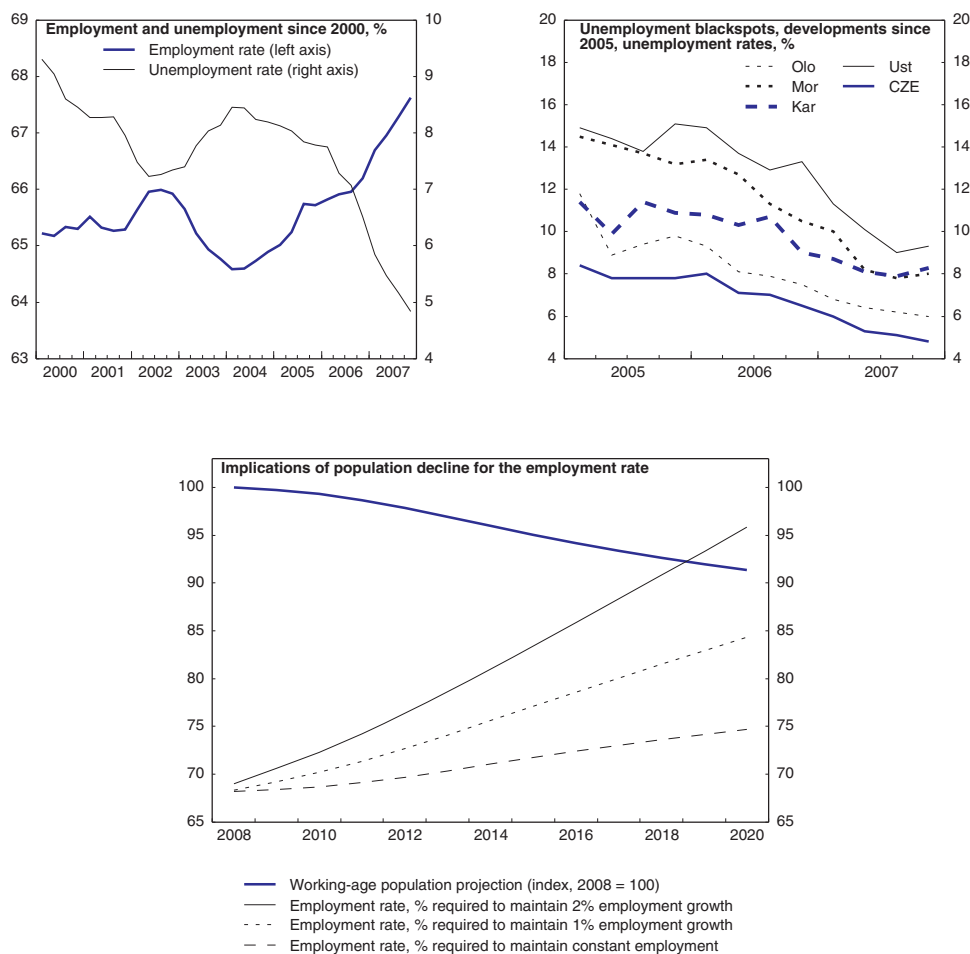 Employment and unemployment since 2000, %
Employment rate (left axis)
Unemployment rate (right axis)
69
68
67
66
65
64
63
10
9
8
7
6
5
4
2000 2001 2002 2003 2004 2005 2006 2007
Unemployment blackspots, developments since
2005, unemployment rates, %
Olo
Mor
Kar
Ust
CZE
20
18
16
14
12
10
8
6
4
20
18
16
14
12
10
8
6
4
2005 2006 2007
Implications of population decline for the employment rate
100
95
90
85
80
75
70
65
100
95
90
85
80
75
70
65
2008 2010 2012 2014 2016 2018 2020
Working-age population projection (index, 2008 = 100)
Employment rate, % required to maintain 2% employment growth
Employment rate, % required to maintain 1% employment growth
Employment rate, % required to maintain constant employment